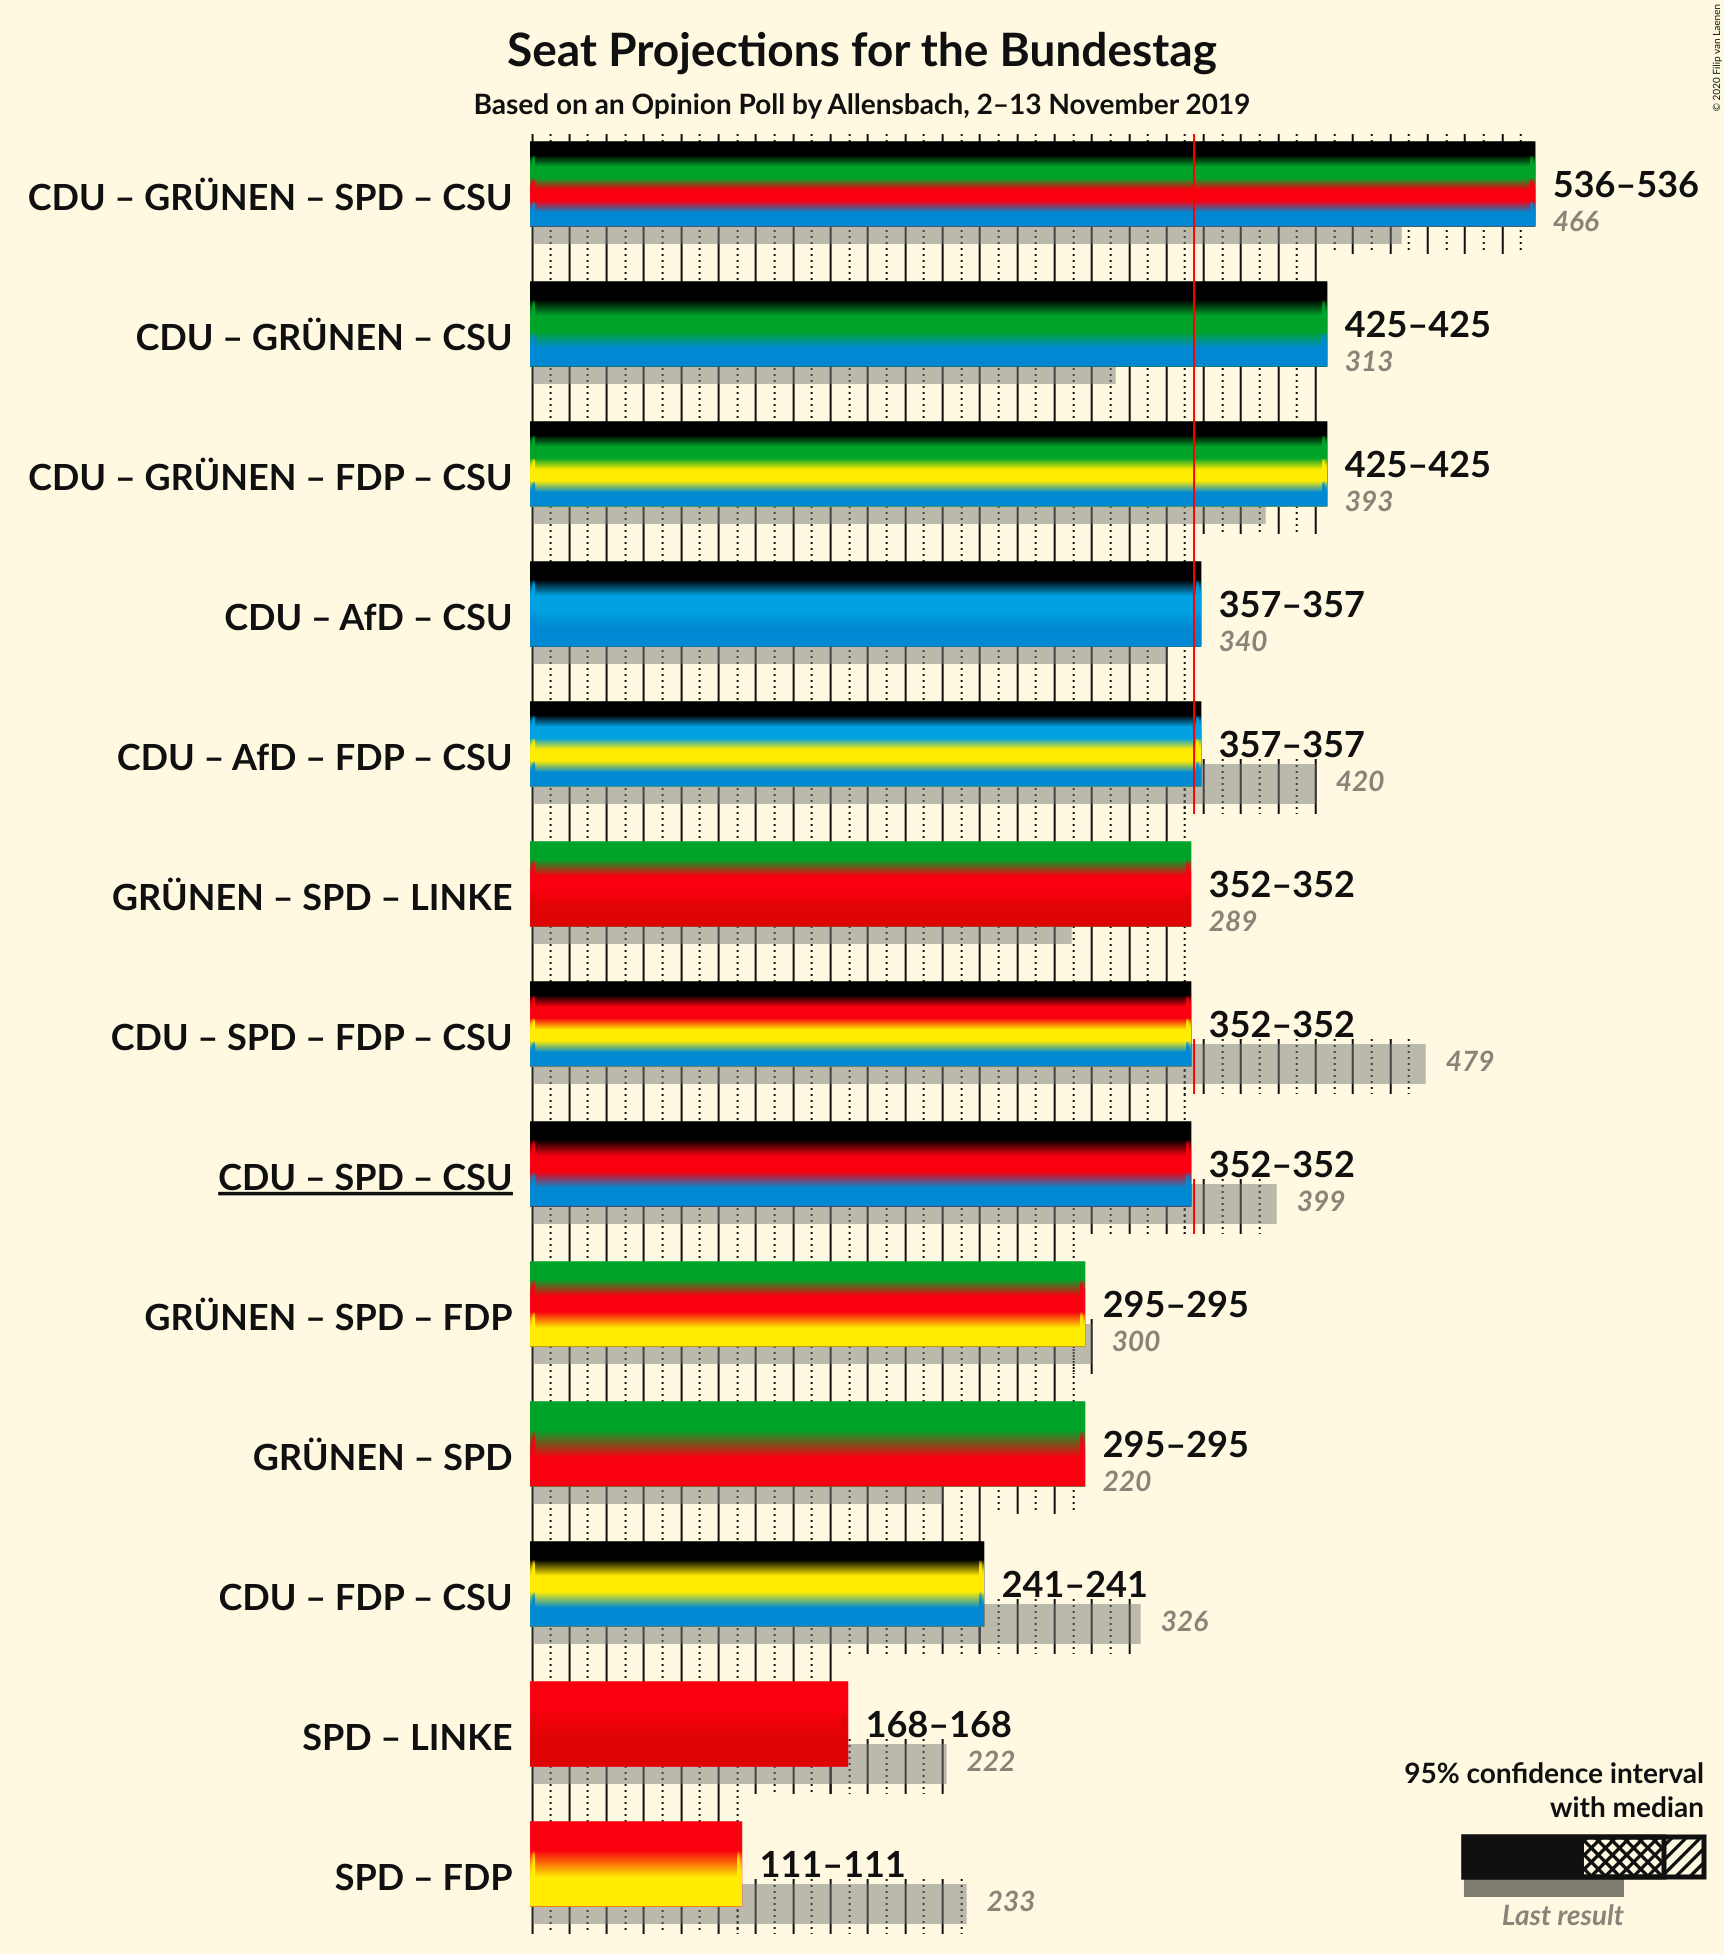 Seat Projections for the Bundestag
Based on an Opinion Poll by Allensbach, 2–13 November 2019
© 2020 Filip van Laenen
CDU – GRÜNEN – SPD – CSU
536–536
466
CDU – GRÜNEN – CSU
425–425
313
CDU – GRÜNEN – FDP – CSU
425–425
393
CDU – AfD – CSU
357–357
340
CDU – AfD – FDP – CSU
357–357
420
GRÜNEN – SPD – LINKE
352–352
289
CDU – SPD – FDP – CSU
352–352
479
CDU – SPD – CSU
352–352
399
GRÜNEN – SPD – FDP
295–295
300
GRÜNEN – SPD
295–295
220
CDU – FDP – CSU
241–241
326
SPD – LINKE
168–168
222
SPD – FDP
111–111
233
95% confidence interval
with median
Last result